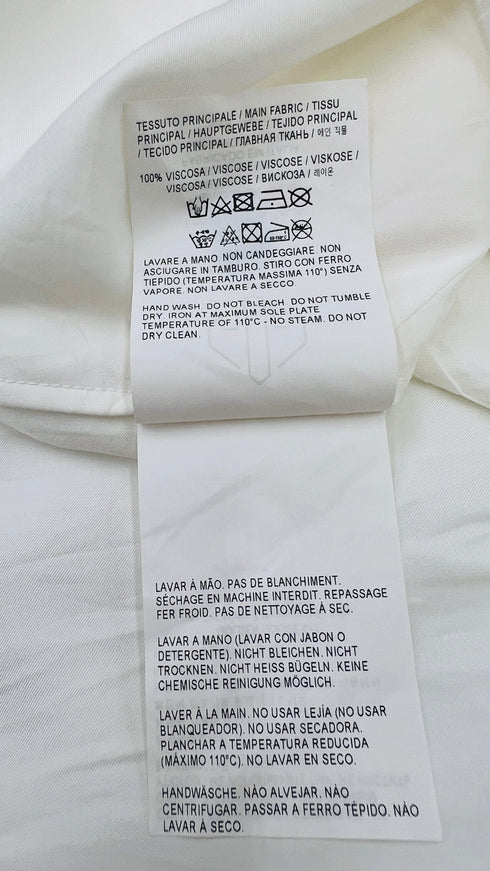 TESSUTO PRINCIPALE / MAIN FABRIC / TISSU
PRINCIPAL / HAUPTGEWEBE / TEJIDO PRINCIPAL
/ TECIDO PRINCIPAL / ГЛАВНАЯ ТКАНЬ / 메인 직물
100% VISCOSA / VISCOSE / VISCOSE / VISKOSE /
VISCOSA / VISCOSE / ВИСКОЗА / 레이온
LAVARE A MANO. NON CANDEGGIARE. NON
ASCIUGARE IN TAMBURO. STIRO CON FERRO
TIEPIDO (TEMPERATURA MASSIMA 110°) SENZA
VAPORE. NON LAVARE A SECCO.
HAND WASH. DO NOT BLEACH. DO NOT TUMBLE
DRY. IRON AT MAXIMUM SOLE PLATE
TEMPERATURE OF 110°C - NO STEAM. DO NOT
DRY CLEAN.
LAVAR À MÃO. PAS DE BLANCHIMENT.
SÉCHAGE EN MACHINE INTERDIT. REPASSAGE
FER FROID. PAS DE NETTOYAGE À SEC.
LAVAR A MANO (LAVAR CON JABON O
DETERGENTE). NICHT BLEICHEN. NICHT
TROCKNEN. NICHT HEISS BÜGELN. KEINE
CHEMISCHE REINIGUNG MÖGLICH.
LAVER À LA MAIN. NO USAR LEJÍA (NO USAR
BLANQUEADOR). NO USAR SECADORA.
PLANCHAR A TEMPERATURA REDUCIDA
(MÁXIMO 110°C). NO LAVAR EN SECO.
HANDWÄSCHE. NÃO ALVEJAR. NÃO
CENTRIFUGAR. PASSAR A FERRO TÉPIDO. NÃO
LAVAR À SECO.